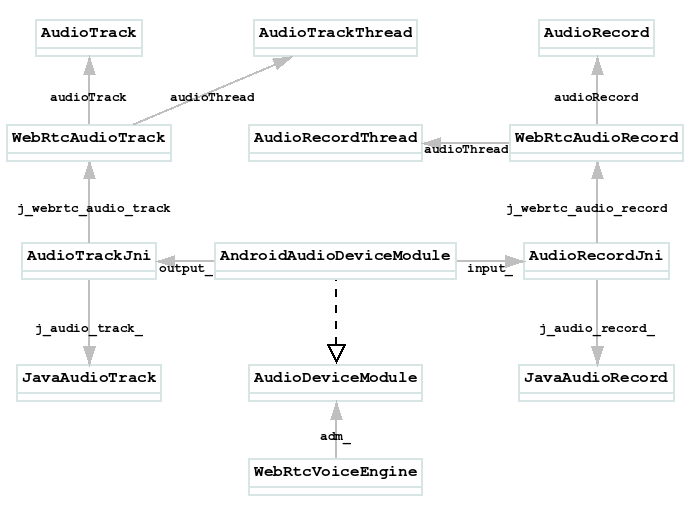 AudioTrack
AudioTrackThread
AudioRecord
audioTrack
audioThread
audioRecord
WebRtcAudioTrack
AudioRecordThread
WebRtcAudioRecord
audioThread
j_webrtc_audio_track
j_webrtc_audio_record
AudioTrackJni
AndroidAudioDeviceModule
AudioRecordJni
output_
input_
j_audio_track_
j_audio_record_
JavaAudioTrack
AudioDeviceModule
JavaAudioRecord
adm_
WebRtcVoiceEngine